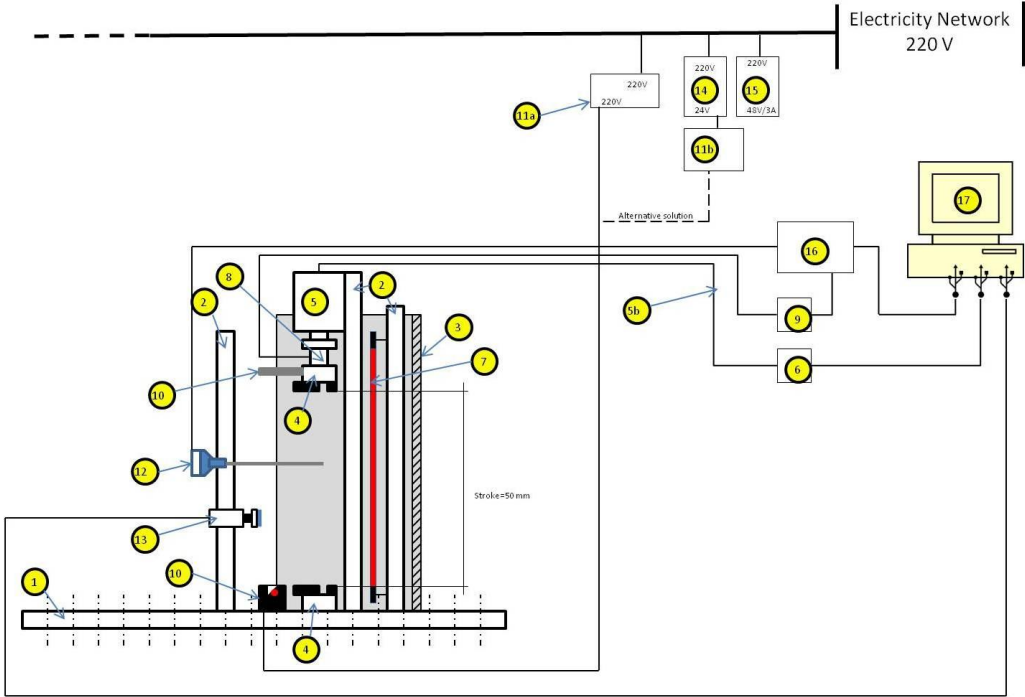 Electricity Network
220 V
220V
220V
11a
220V
14
24V
220V
15
48V/3A
11b
Alternative solution
17
16
8
2
5
2
2
5b
9
3
7
6
10
4
12
Stroke=50 mm
13
10
1
4